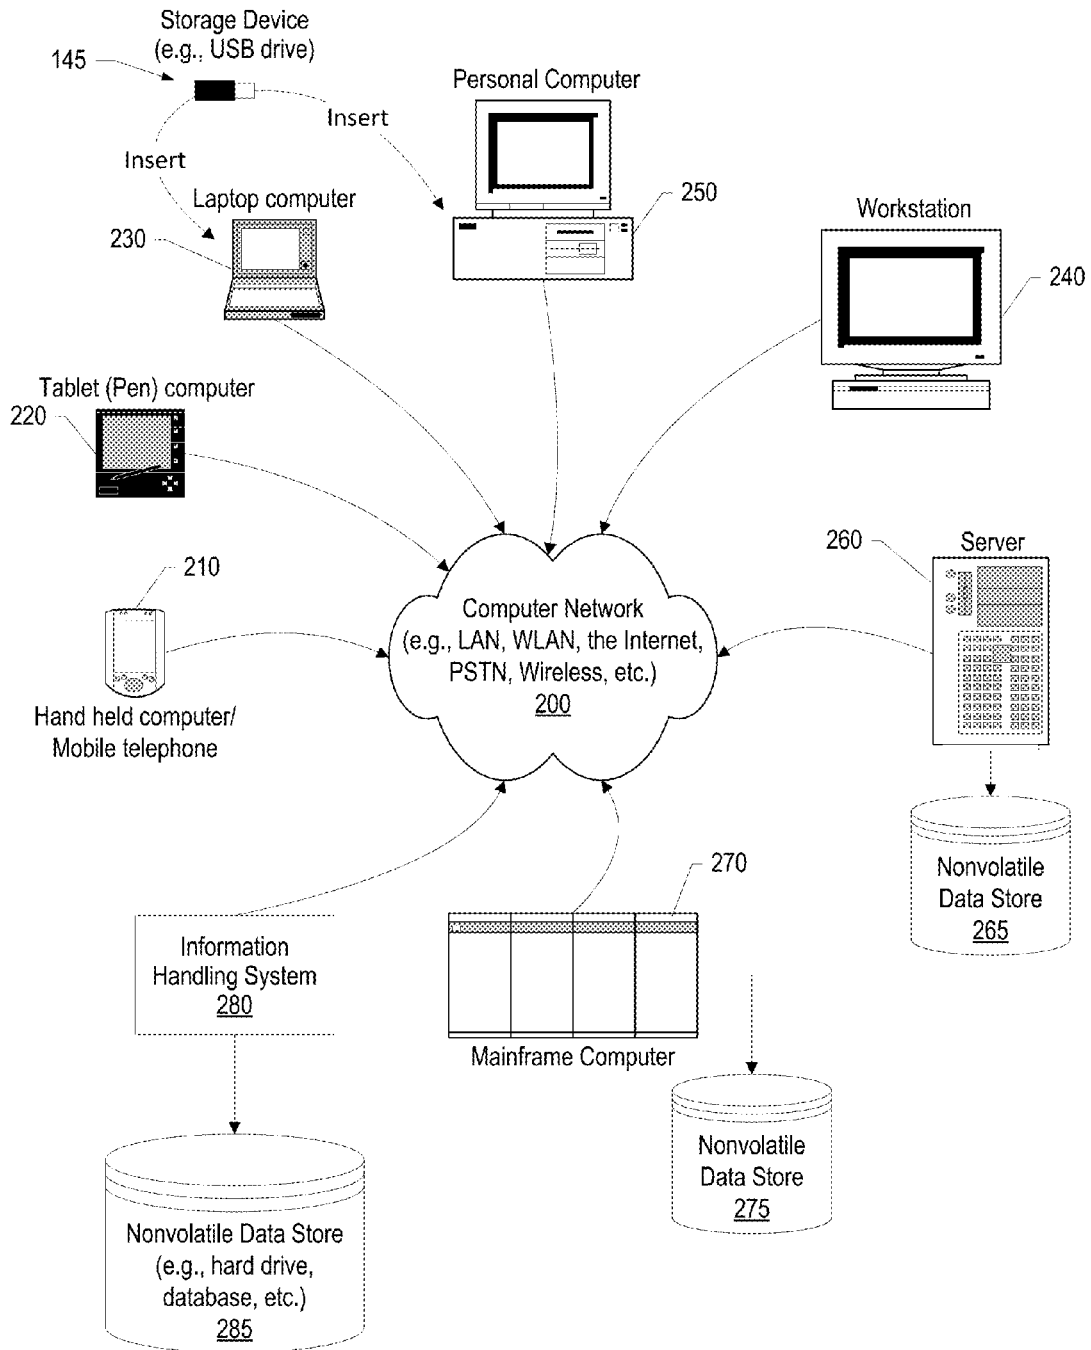 Storage Device
(e.g., USB drive)
145
Insert
Insert
Personal Computer
250
Laptop computer
230
Workstation
240
Tablet (Pen) computer
220
210
Hand held computer/
Mobile telephone
Computer Network
(e.g., LAN, WLAN, the Internet,
PSTN, Wireless, etc.)
200
260
Server
Nonvolatile
Data Store
265
270
Mainframe Computer
Information
Handling System
280
Nonvolatile
Data Store
275
Nonvolatile Data Store
(e.g., hard drive,
database, etc.)
285